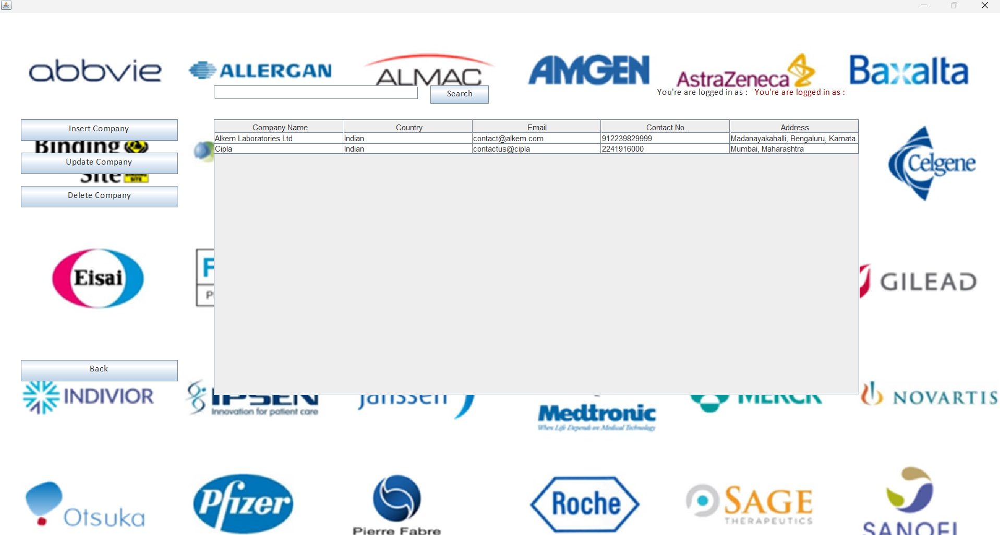 abbvie
ALLERGAN
ALMAC
AMGEN
AstraZeneca
Baxalta
Search
You're are logged in as :
You're are logged in as :
Insert Company
Binding
Update Company
Site
BINDING
SITE
Delete Company
Back
Company Name Country Email Contact No. Address
Alkem Laboratories Ltd Indian contact@alkem.com 912239829999 Madanayakahalli, Bengaluru, Karnata.
Cipla Indian contactus@cipla 2241916000 Mumbai, Maharashtra
Celgene
Eisai
F
P
GILEAD
INDIVIOR
IPSEN
Innovation for patient care
Janssen
Medtronic
When Life Depends on Medical Technology
MERCK
NOVARTIS
Otsuka
Pfizer
Pierre Fabre
Roche
SAGE
THERAPEUTICS
SANOFI